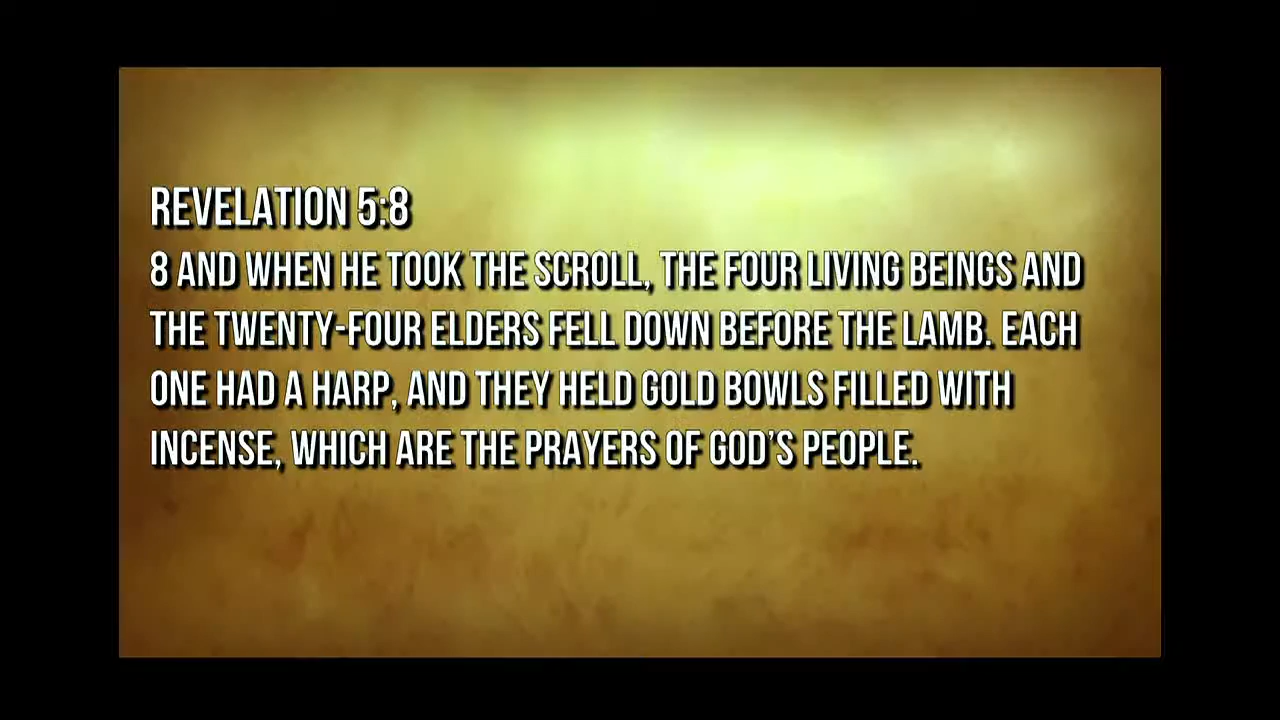 REVELATION 5:8
8 AND WHEN HE TOOK THE SCROLL, THE FOUR LIVING BEINGS AND
THE TWENTY-FOUR ELDERS FELL DOWN BEFORE THE LAMB. EACH
ONE HAD A HARP, AND THEY HELD GOLD BOWLS FILLED WITH
INCENSE, WHICH ARE THE PRAYERS OF GOD’S PEOPLE.